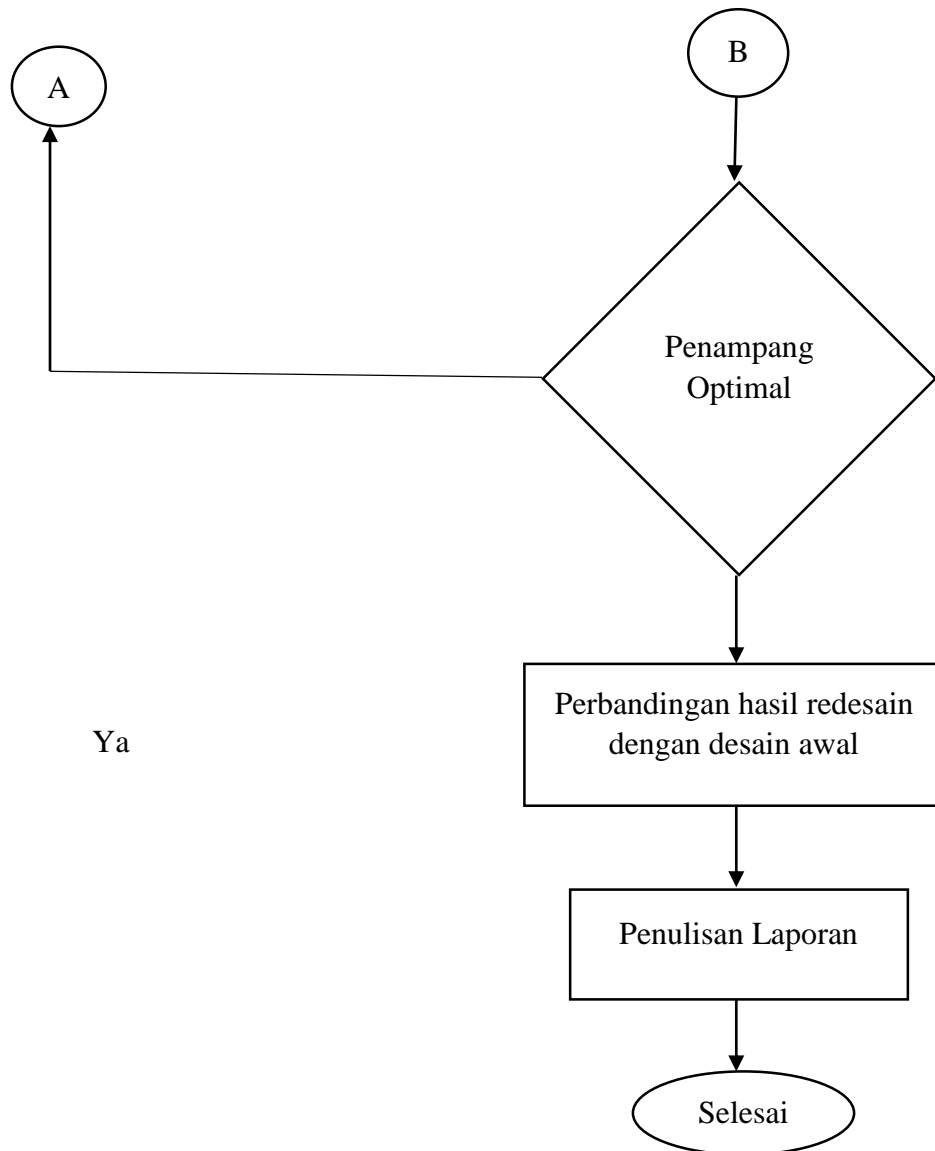 A
B
Penampang
Optimal
Perbandingan hasil redesain
dengan desain awal
Ya
Penulisan Laporan
Selesai